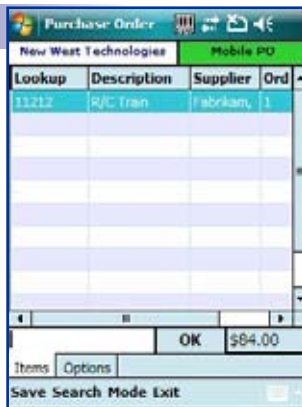 Purchase Order
New West Technologies Mobile PO
Lookup Description Supplier Ord
11212 R/C Train Fabrikam, 1
OK $84.00
Items Options
Save Search Mode Exit